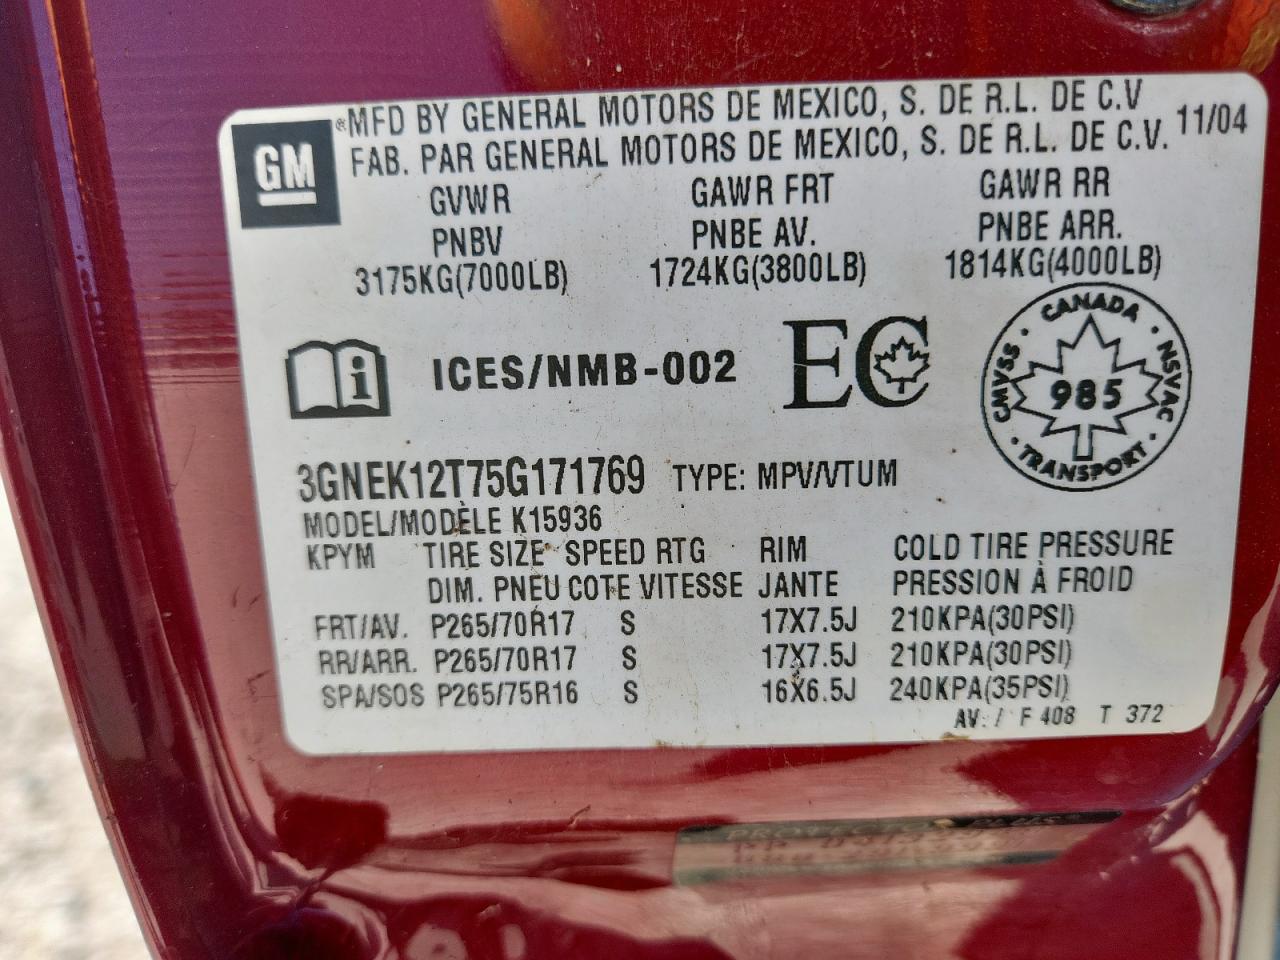 GM
®MFD BY GENERAL MOTORS DE MEXICO, S. DE R.L. DE C.V 11/04
FAB. PAR GENERAL MOTORS DE MEXICO, S. DE R.L. DE C.V.
GVWR GAWR FRT GAWR RR
PNBV PNBE AV. PNBE ARR.
3175KG(7000LB) 1724KG(3800LB) 1814KG(4000LB)
i ICES/NMB-002 EC
CANADA
CMVSS · 985 · NSVAC
TRANSPORT
3GNEK12T75G171769 TYPE: MPV/VTUM
MODEL/MODÈLE K15936
KPYM TIRE SIZE SPEED RTG RIM COLD TIRE PRESSURE
DIM. PNEU COTE VITESSE JANTE PRESSION À FROID
FRT/AV. P265/70R17 S 17X7.5J 210KPA(30PSI)
RR/ARR. P265/70R17 S 17X7.5J 210KPA(30PSI)
SPA/SOS P265/75R16 S 16X6.5J 240KPA(35PSI)
AV: / F 408 T 372